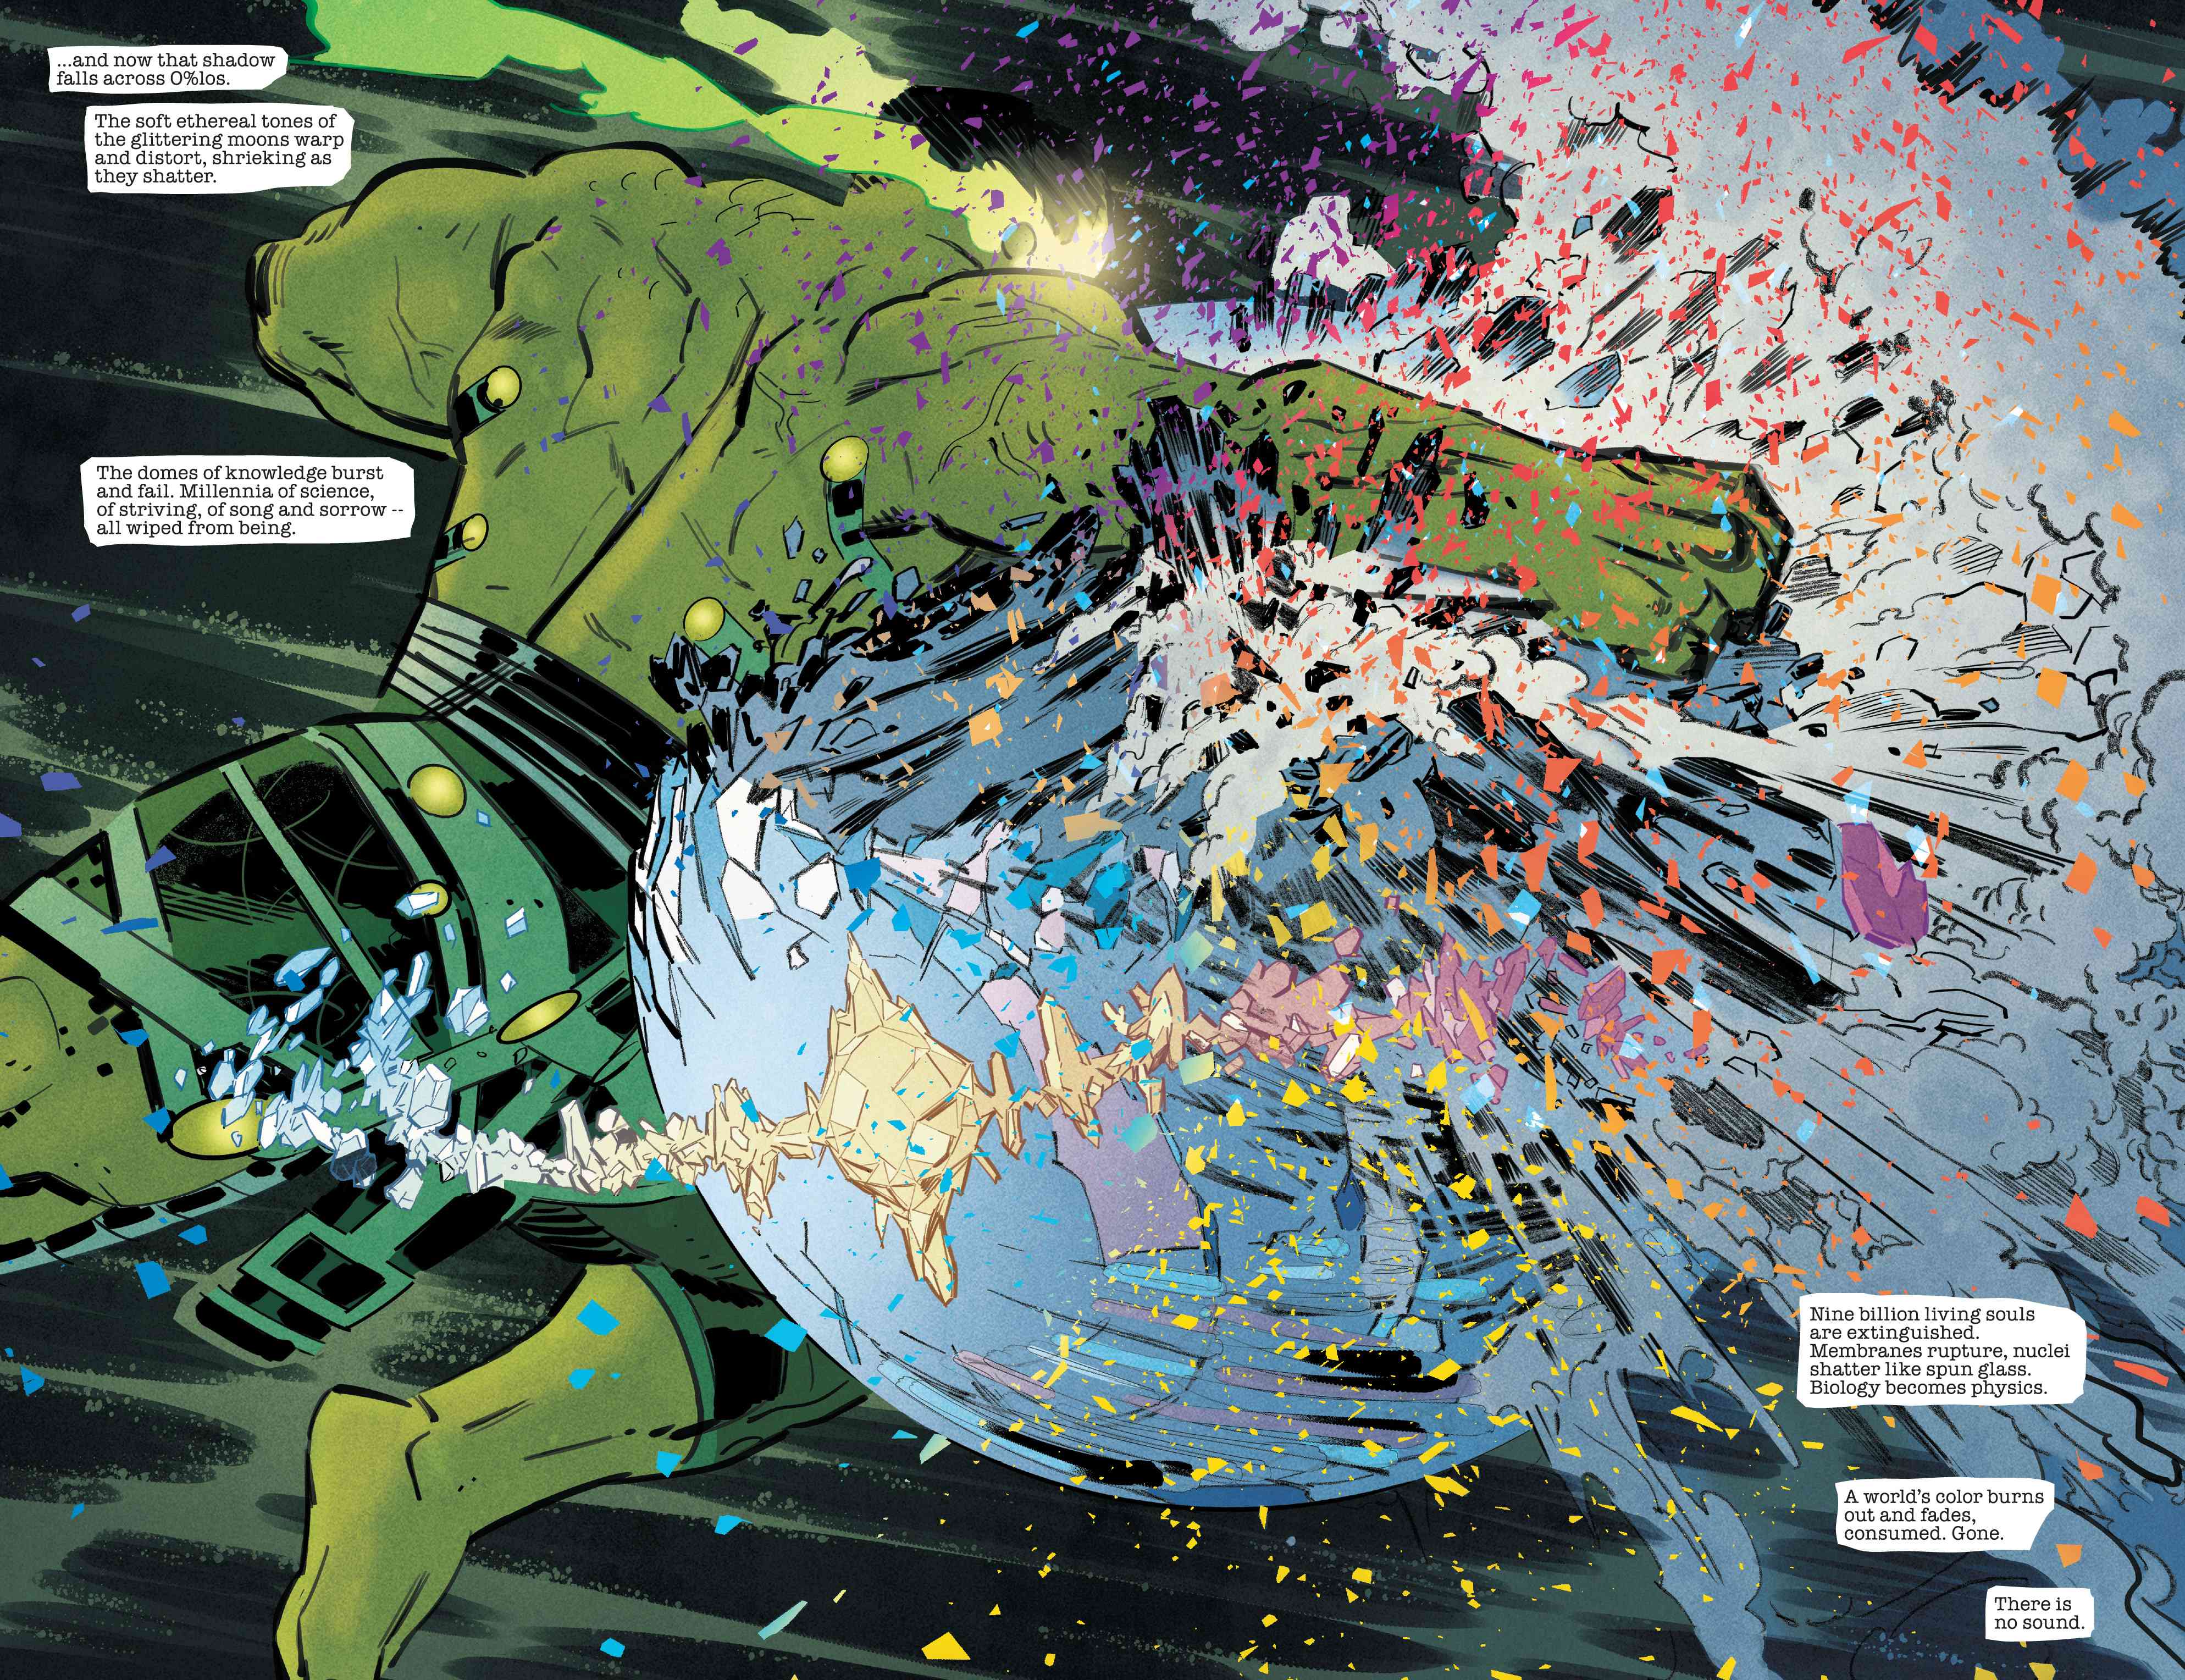 ...and now that shadow
falls across O%los.
The soft ethereal tones of
the glittering moons warp
and distort, shrieking as
they shatter.
The domes of knowledge burst
and fail. Millennia of science,
of striving, of song and sorrow --
all wiped from being.
Nine billion living souls
are extinguished.
Membranes rupture, nuclei
shatter like spun glass.
Biology becomes physics.
A world's color burns
out and fades,
consumed. Gone.
There is
no sound.